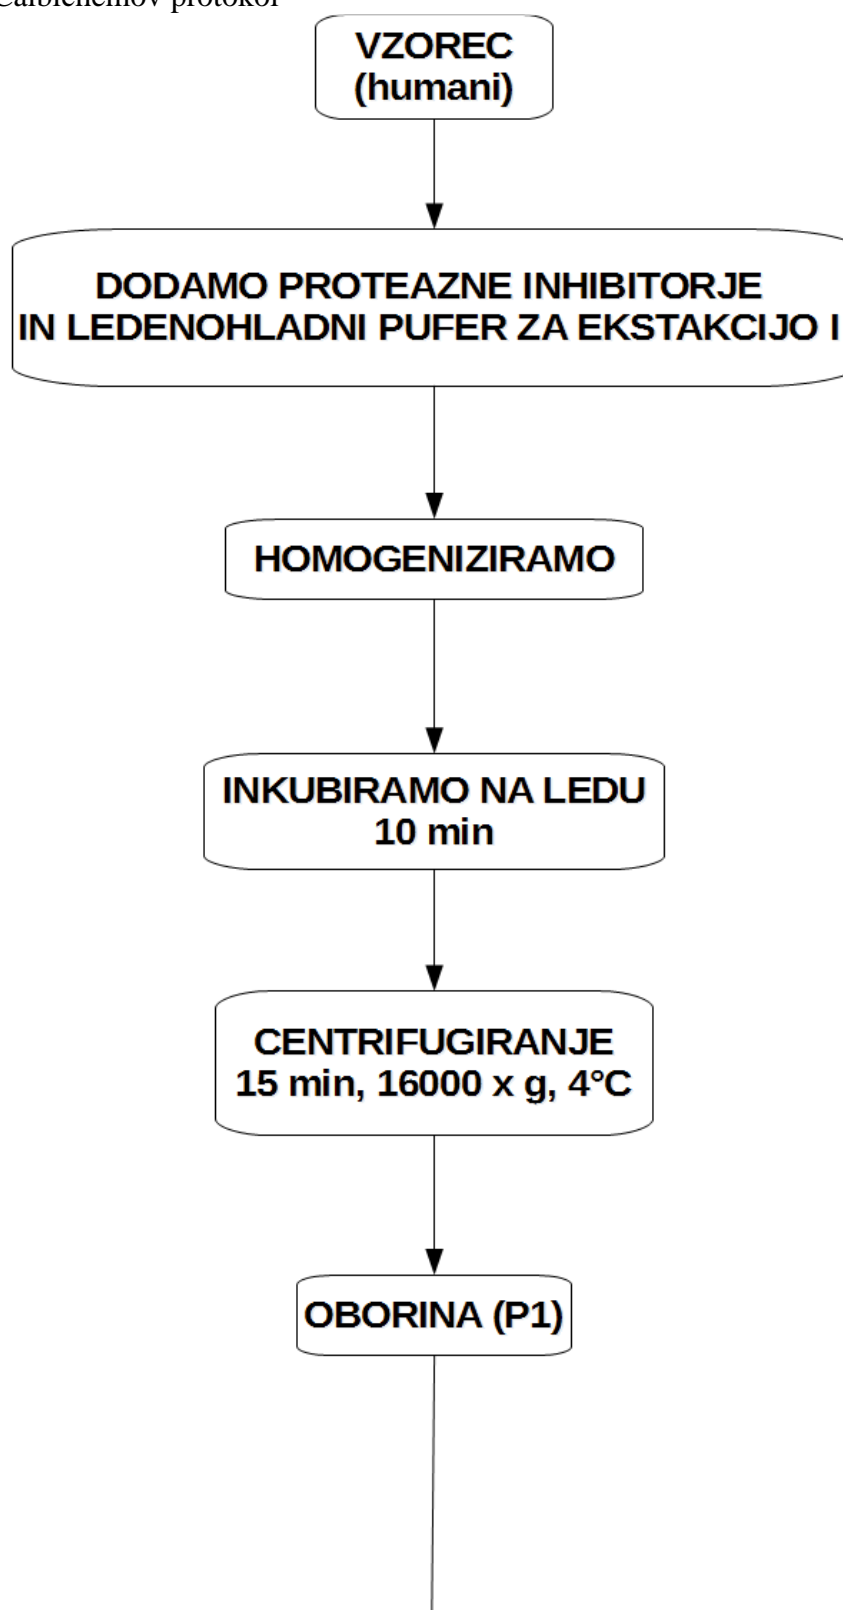 protokol
VZOREC
(humani)
DODAMO PROTEAZNE INHIBITORJE
IN LEDENOHLADNI PUFER ZA EKSTAKCIJO I
HOMOGENIZIRAMO
INKUBIRAMO NA LEDU
10 min
CENTRIFUGIRANJE
15 min, 16000 x g, 4°C
OBORINA (P1)